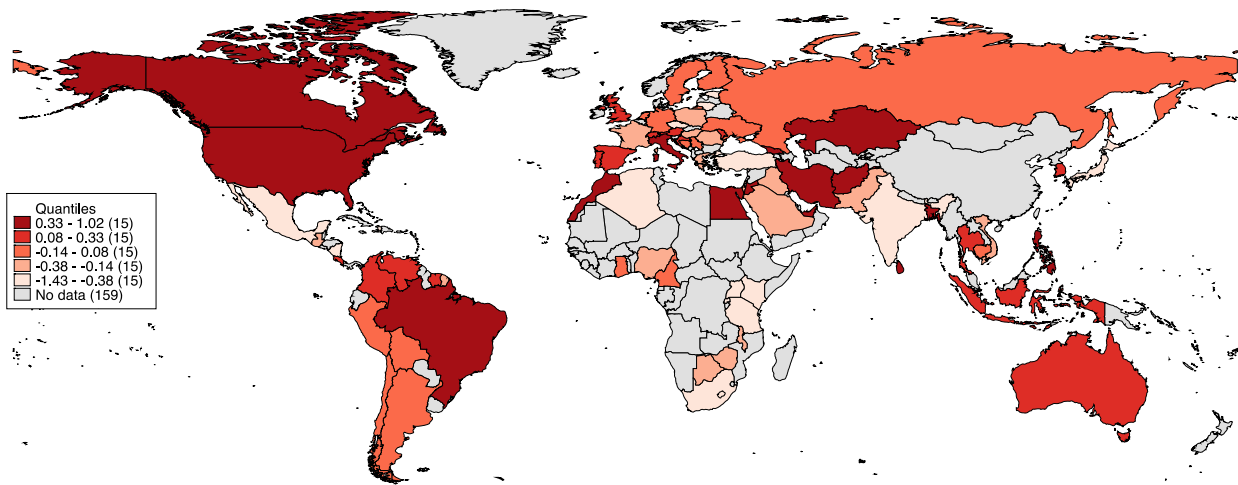 Quantiles
0.33 - 1.02 (15)
0.08 - 0.33 (15)
-0.14 - 0.08 (15)
-0.38 - -0.14 (15)
-1.43 - -0.38 (15)
No data (159)